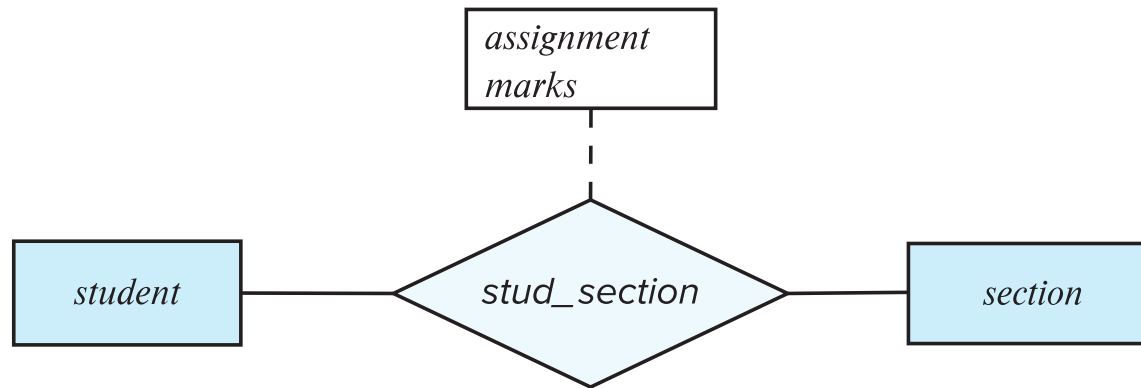 assignment
marks
student
stud_section
section